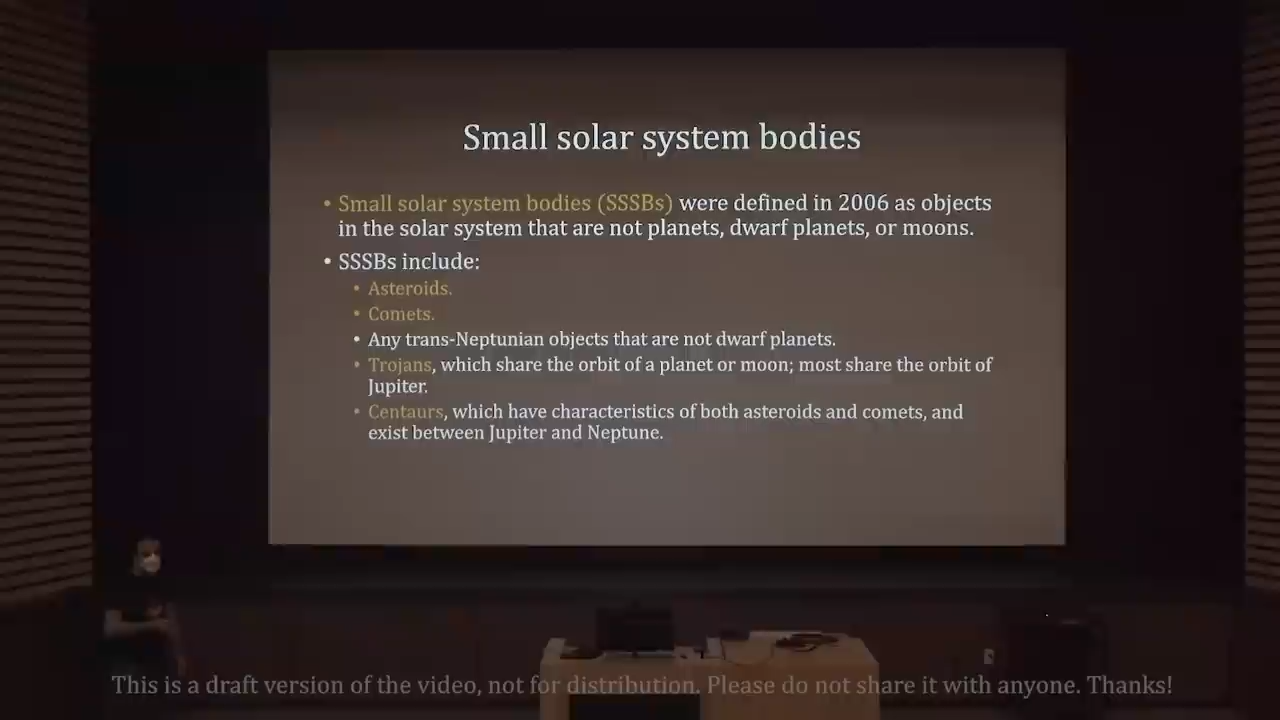 Small solar system bodies
• Small solar system bodies (SSSBs) were defined in 2006 as objects
in the solar system that are not planets, dwarf planets, or moons.
• SSSBs include:
• Asteroids.
• Comets.
• Any trans-Neptunian objects that are not dwarf planets.
• Trojans, which share the orbit of a planet or moon; most share the orbit of
Jupiter.
• Centaurs, which have characteristics of both asteroids and comets, and
exist between Jupiter and Neptune.
This is a draft version of the video, not for distribution. Please do not share it with anyone. Thanks!